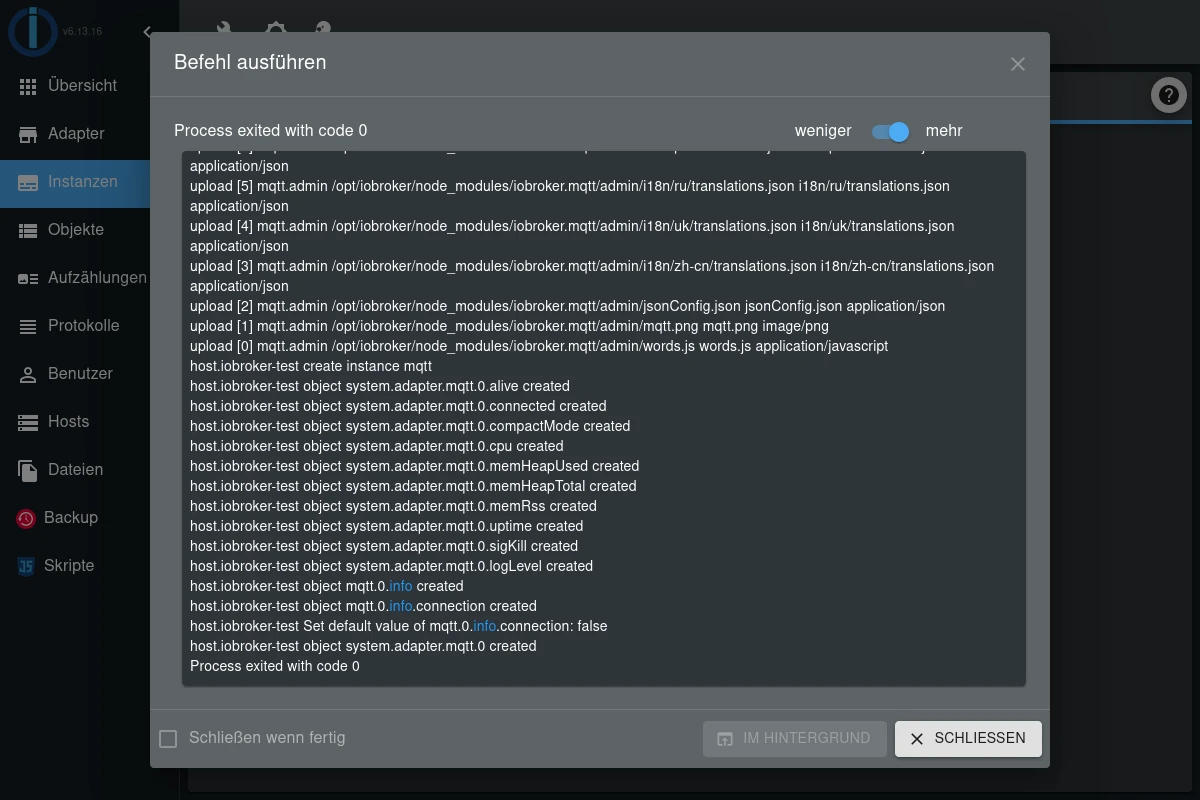 v6.13.16
Befehl ausführen
Übersicht
Adapter
Instanzen
Objekte
Aufzählungen
Protokolle
Benutzer
Hosts
Dateien
Backup
Skripte
Process exited with code 0
weniger
mehr
application/json
upload [5] mqtt.admin /opt/iobroker/node_modules/iobroker.mqtt/admin/i18n/ru/translations.json i18n/ru/translations.json
application/json
upload [4] mqtt.admin /opt/iobroker/node_modules/iobroker.mqtt/admin/i18n/uk/translations.json i18n/uk/translations.json
application/json
upload [3] mqtt.admin /opt/iobroker/node_modules/iobroker.mqtt/admin/i18n/zh-cn/translations.json i18n/zh-cn/translations.json
application/json
upload [2] mqtt.admin /opt/iobroker/node_modules/iobroker.mqtt/admin/jsonConfig.json jsonConfig.json application/json
upload [1] mqtt.admin /opt/iobroker/node_modules/iobroker.mqtt/admin/mqtt.png mqtt.png image/png
upload [0] mqtt.admin /opt/iobroker/node_modules/iobroker.mqtt/admin/words.js words.js application/javascript
host.iobroker-test create instance mqtt
host.iobroker-test object system.adapter.mqtt.0.alive created
host.iobroker-test object system.adapter.mqtt.0.connected created
host.iobroker-test object system.adapter.mqtt.0.compactMode created
host.iobroker-test object system.adapter.mqtt.0.cpu created
host.iobroker-test object system.adapter.mqtt.0.memHeapUsed created
host.iobroker-test object system.adapter.mqtt.0.memHeapTotal created
host.iobroker-test object system.adapter.mqtt.0.memRss created
host.iobroker-test object system.adapter.mqtt.0.uptime created
host.iobroker-test object system.adapter.mqtt.0.sigKill created
host.iobroker-test object system.adapter.mqtt.0.logLevel created
host.iobroker-test object mqtt.0.info created
host.iobroker-test object mqtt.0.info.connection created
host.iobroker-test Set default value of mqtt.0.info.connection: false
host.iobroker-test object system.adapter.mqtt.0 created
Process exited with code 0
Schließen wenn fertig
IM HINTERGRUND
SCHLIESSEN